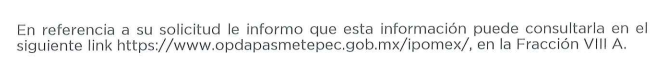 En referencia a su solicitud le informo que esta información puede consultarla en el
siguiente link https://www.opdapasmetepec.gob.mx/ipomex/, en la Fracción VIII A.